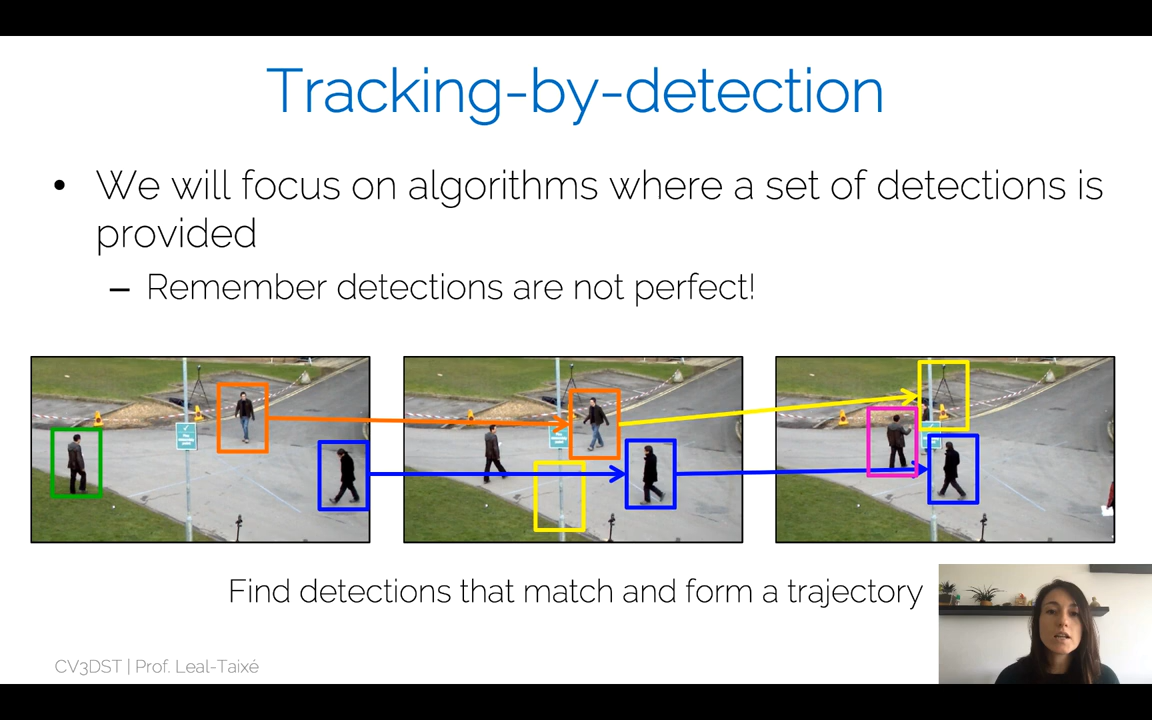 Tracking-by-detection
• We will focus on algorithms where a set of detections is
provided
– Remember detections are not perfect!
Find detections that match and form a trajectory
CV3DST | Prof. Leal-Taixé